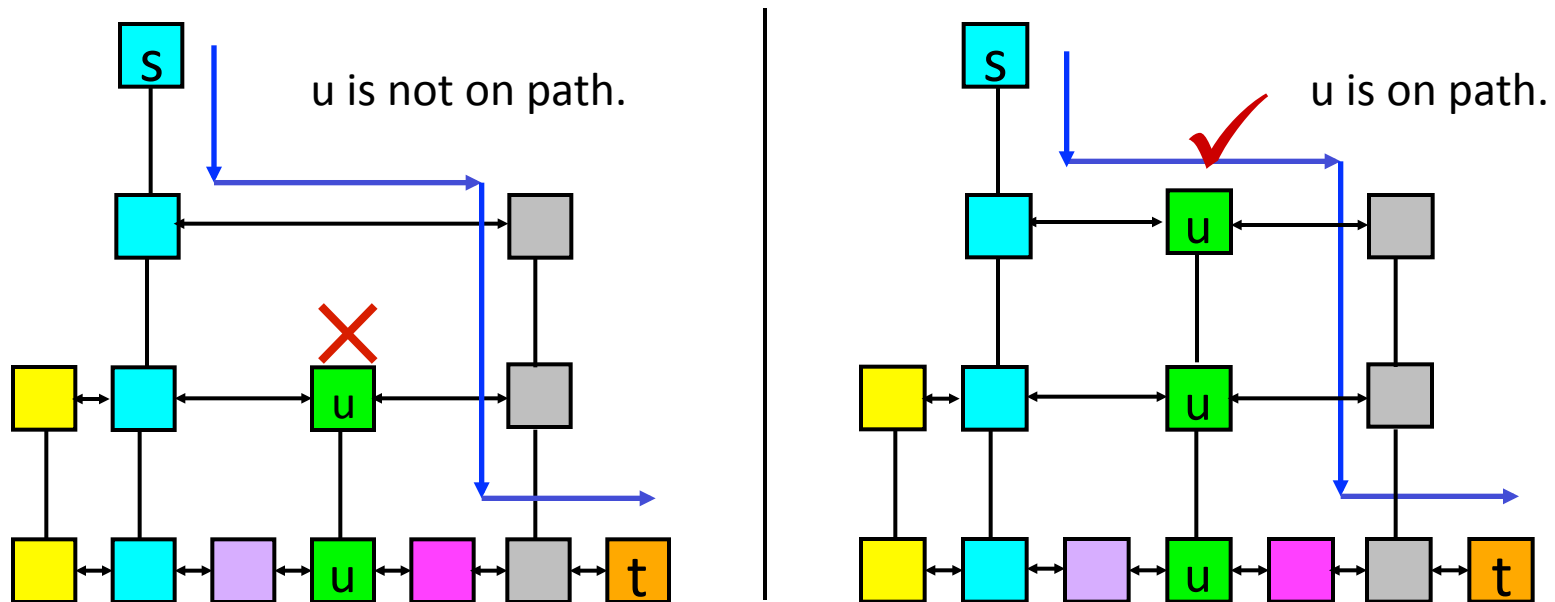 s
u is not on path.
u
u
t
s
u is on path.
u
u
u
t